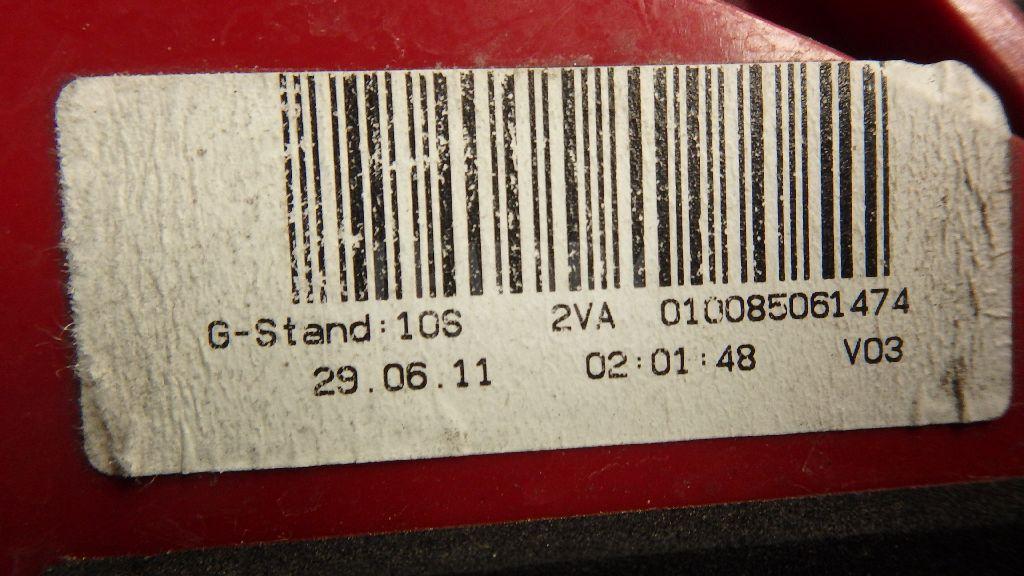 G-Stand:10S 2VA 010085061474
29.06.11 02:01:48 V03